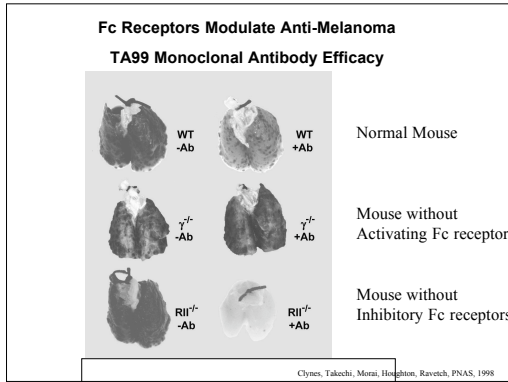 Fc Receptors Modulate Anti-Melanoma
TA99 Monoclonal Antibody Efficacy
WT
-Ab
WT
+Ab
Normal Mouse
γ-/-
-Ab
γ-/-
+Ab
Mouse without
Activating Fc receptor
RII-/-
-Ab
RII-/-
+Ab
Mouse without
Inhibitory Fc receptors
Clynes, Takechi, Morai, Houghton, Ravetch, PNAS, 1998